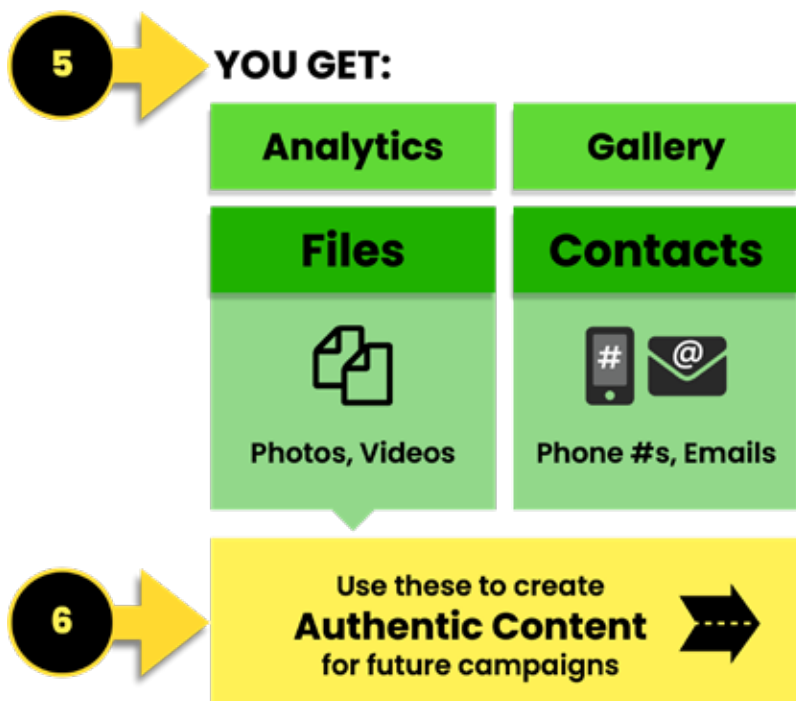 5
YOU GET:
Analytics
Gallery
Files
Contacts
#
@
Photos, Videos
Phone #s, Emails
6
Use these to create
Authentic Content
for future campaigns